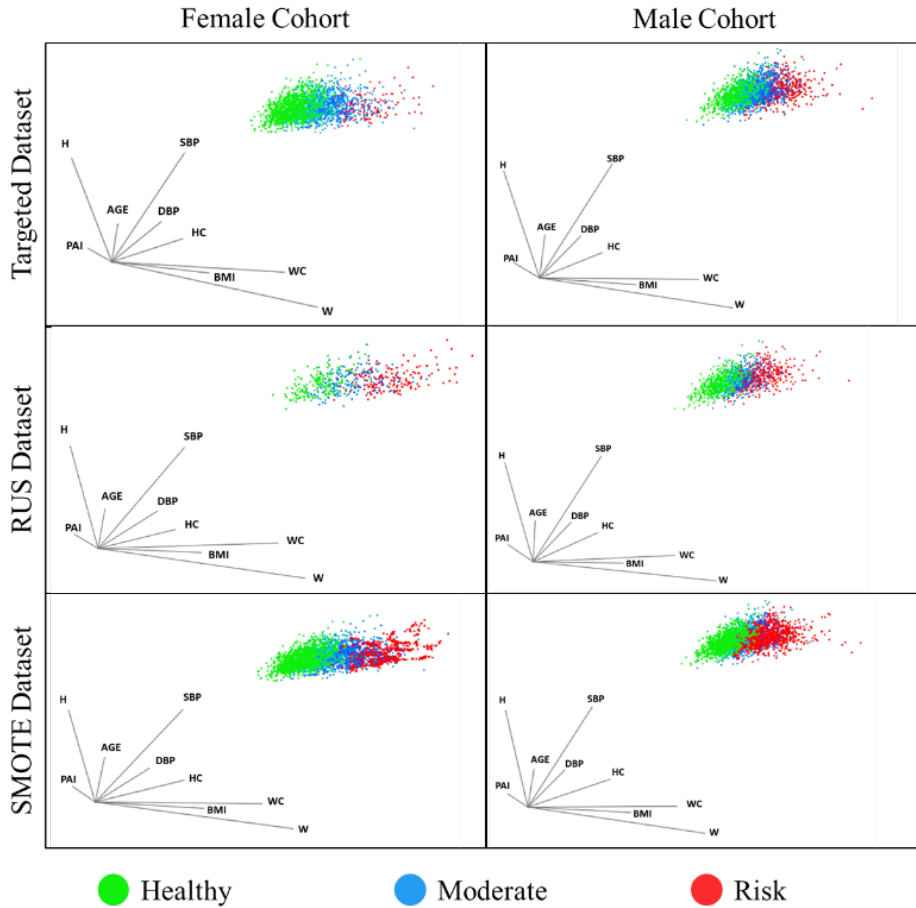 Female Cohort
Male Cohort
Targeted Dataset
H
SBP
AGE
DBP
HC
PAI
WC
BMI
W
H
SBP
AGE
DBP
HC
PAI
WC
BMI
W
RUS Dataset
H
SBP
AGE
DBP
HC
PAI
WC
BMI
W
H
SBP
AGE
DBP
HC
PAI
WC
BMI
W
SMOTE Dataset
H
SBP
AGE
DBP
HC
PAI
WC
BMI
W
H
SBP
AGE
DBP
HC
PAI
WC
BMI
W
Healthy
Moderate
Risk